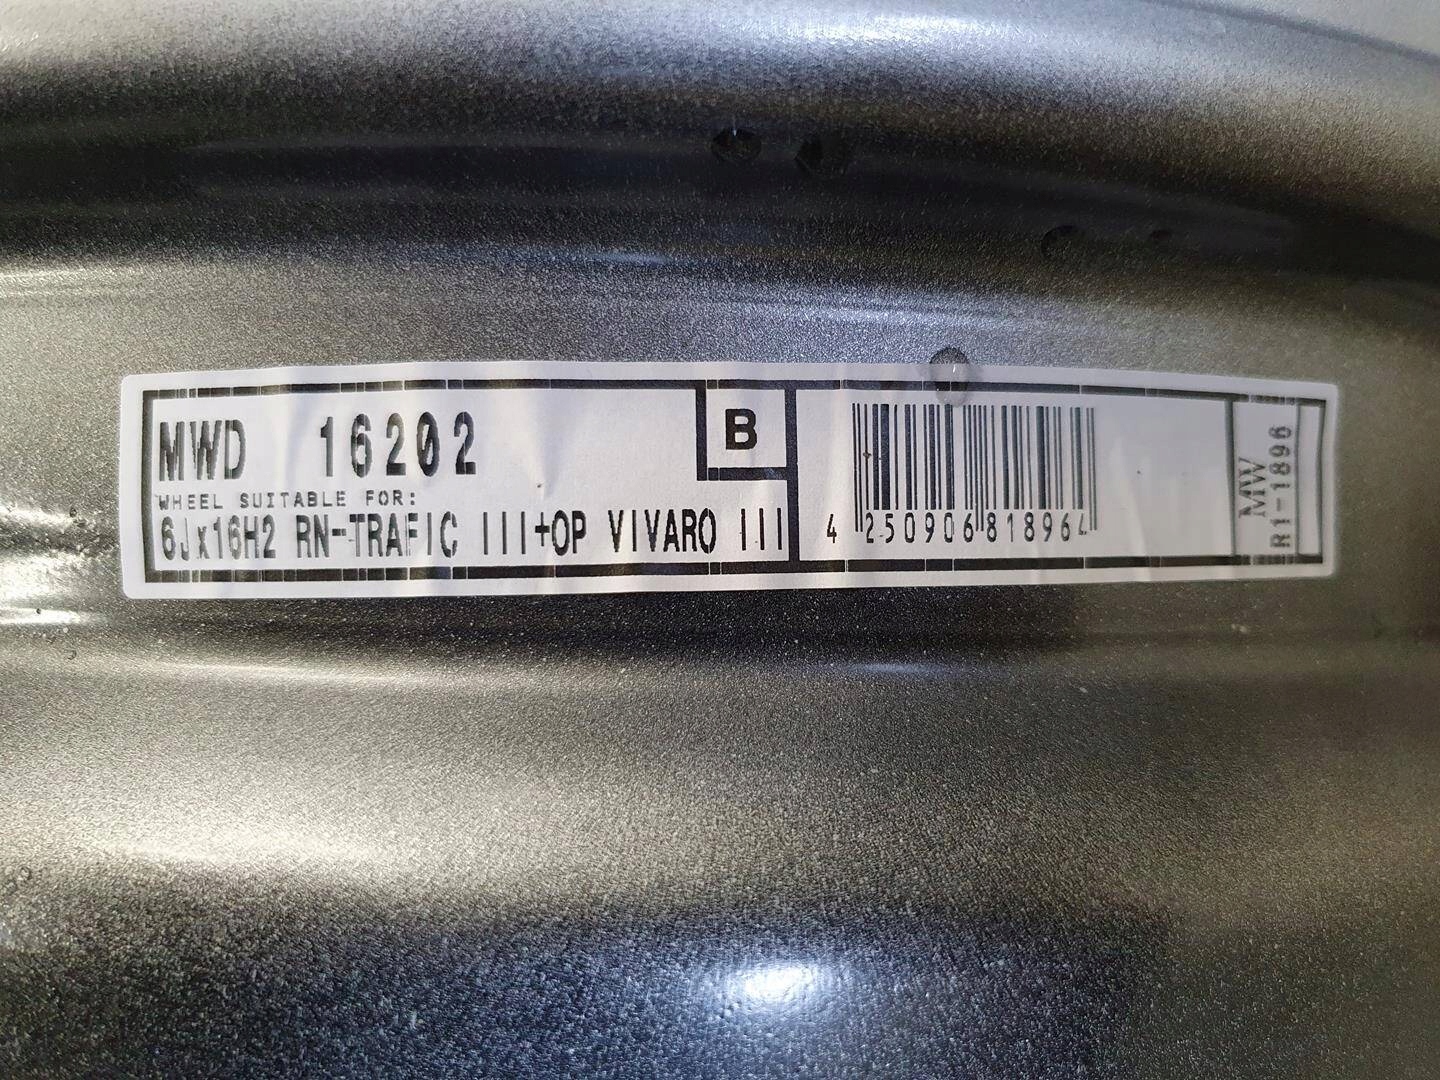 MWD 16202
B
WHEEL SUITABLE FOR:
6Jx16H2 RN-TRAFIC III+OP VIVARO III
4 250906 818964
MW
R1-1896